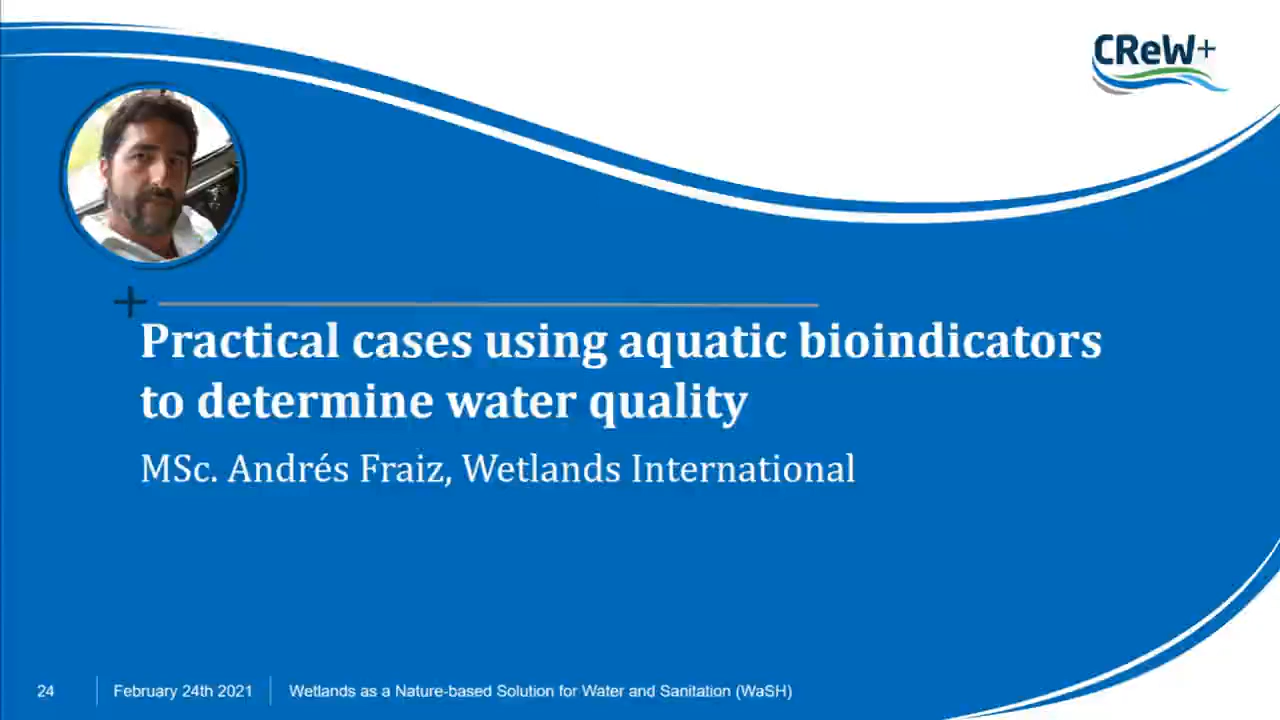 CReW+
Practical cases using aquatic bioindicators
to determine water quality
MSc. Andrés Fraiz, Wetlands International
24
February 24th 2021
Wetlands as a Nature-based Solution for Water and Sanitation (WaSH)